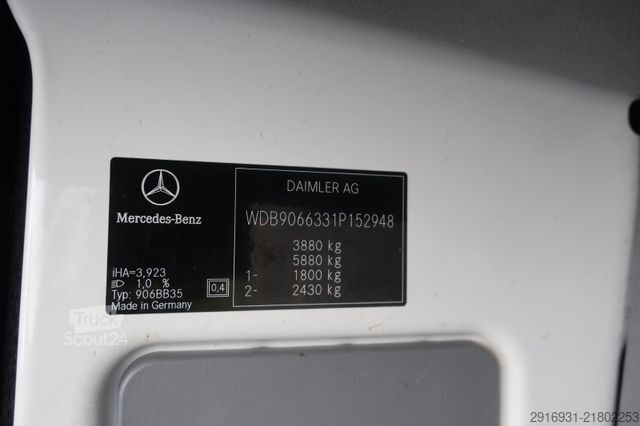 DAIMLER AG
Mercedes-Benz
WDB9066331P152948
3880 kg
5880 kg
1- 1800 kg
2- 2430 kg
iHA=3,923
1,0 %
0,4
Typ: 906BB35
Made in Germany
Truck
Scout24
2916931-21802253